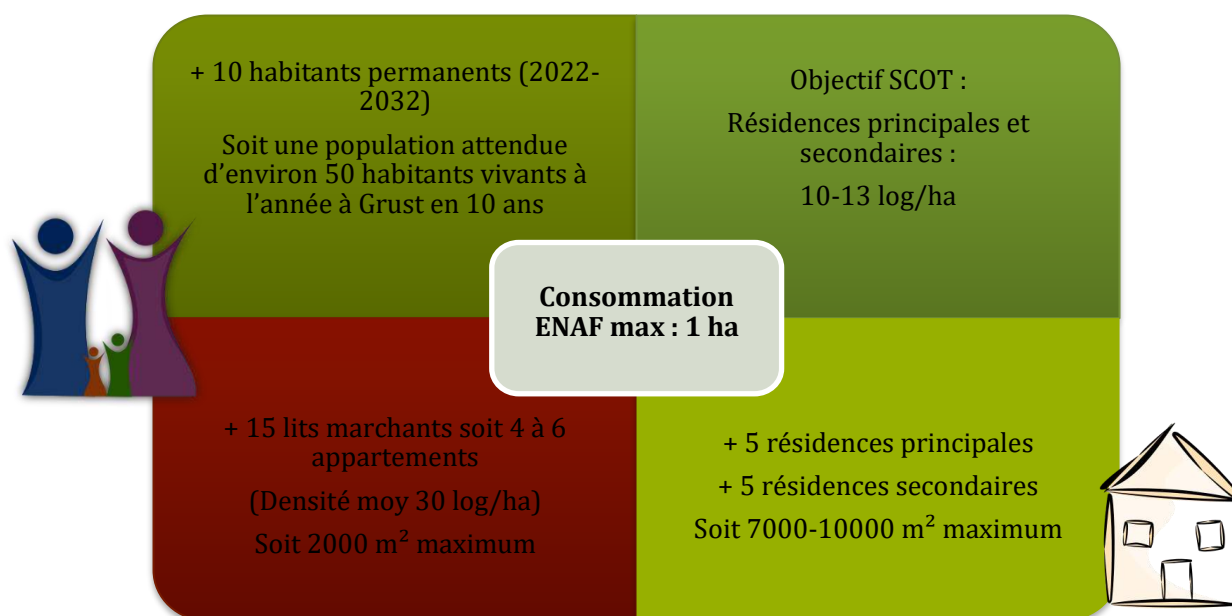 + 10 habitants permanents (2022-
2032)
Soit une population attendue
d’environ 50 habitants vivants à
l’année à Grust en 10 ans
Objectif SCOT :
Résidences principales et
secondaires :
10-13 log/ha
Consommation
ENAF max : 1 ha
+ 15 lits marchants soit 4 à 6
appartements
(Densité moy 30 log/ha)
Soit 2000 m² maximum
+ 5 résidences principales
+ 5 résidences secondaires
Soit 7000-10000 m² maximum